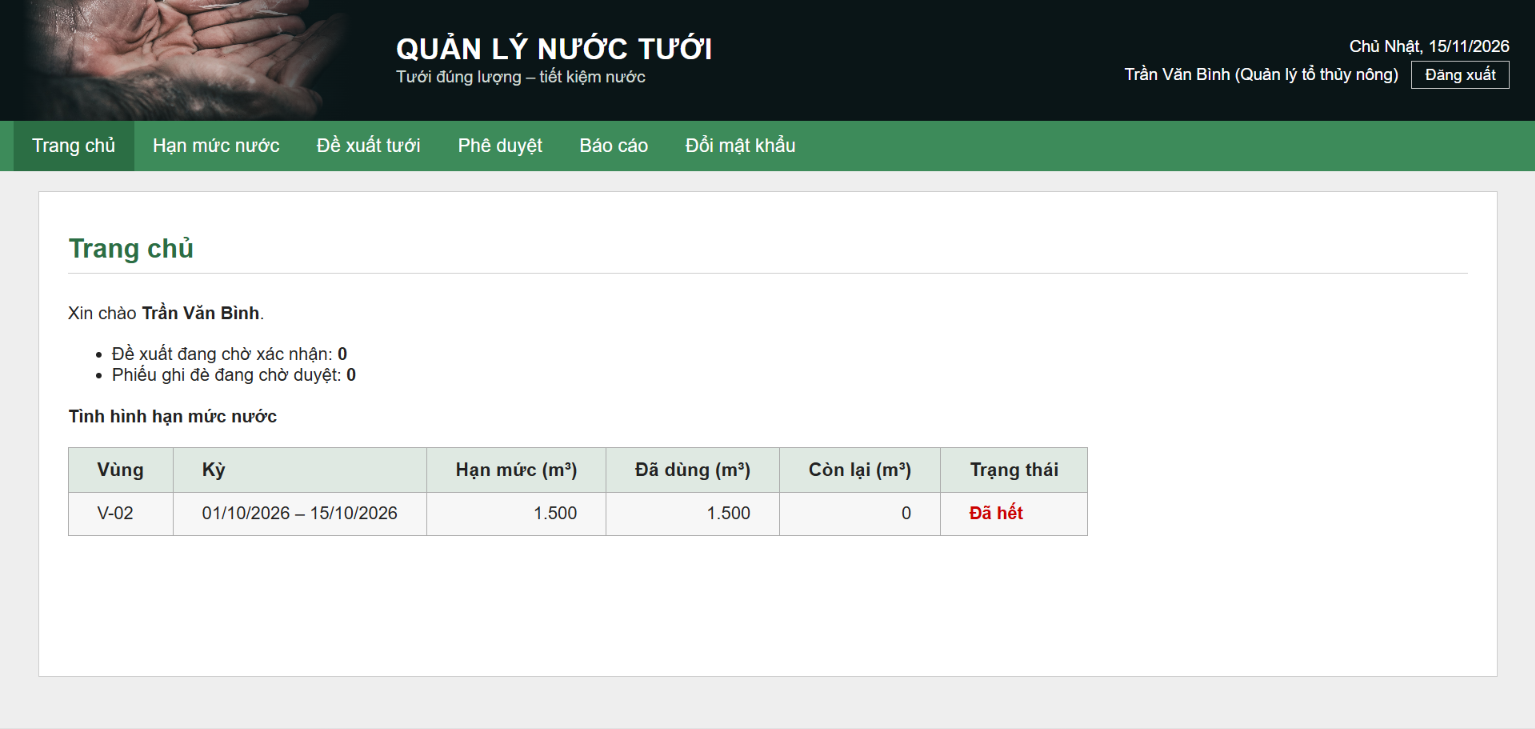 QUẢN LÝ NƯỚC TƯỚI
Tưới đúng lượng – tiết kiệm nước
Chủ Nhật, 15/11/2026
Trần Văn Bình (Quản lý tổ thủy nông) Đăng xuất
Trang chủ Hạn mức nước Đề xuất tưới Phê duyệt Báo cáo Đổi mật khẩu
Trang chủ
Xin chào Trần Văn Bình.
• Đề xuất đang chờ xác nhận: 0
• Phiếu ghi đè đang chờ duyệt: 0
Tình hình hạn mức nước
Vùng Kỳ Hạn mức (m³) Đã dùng (m³) Còn lại (m³) Trạng thái
V-02 01/10/2026 – 15/10/2026 1.500 1.500 0 Đã hết